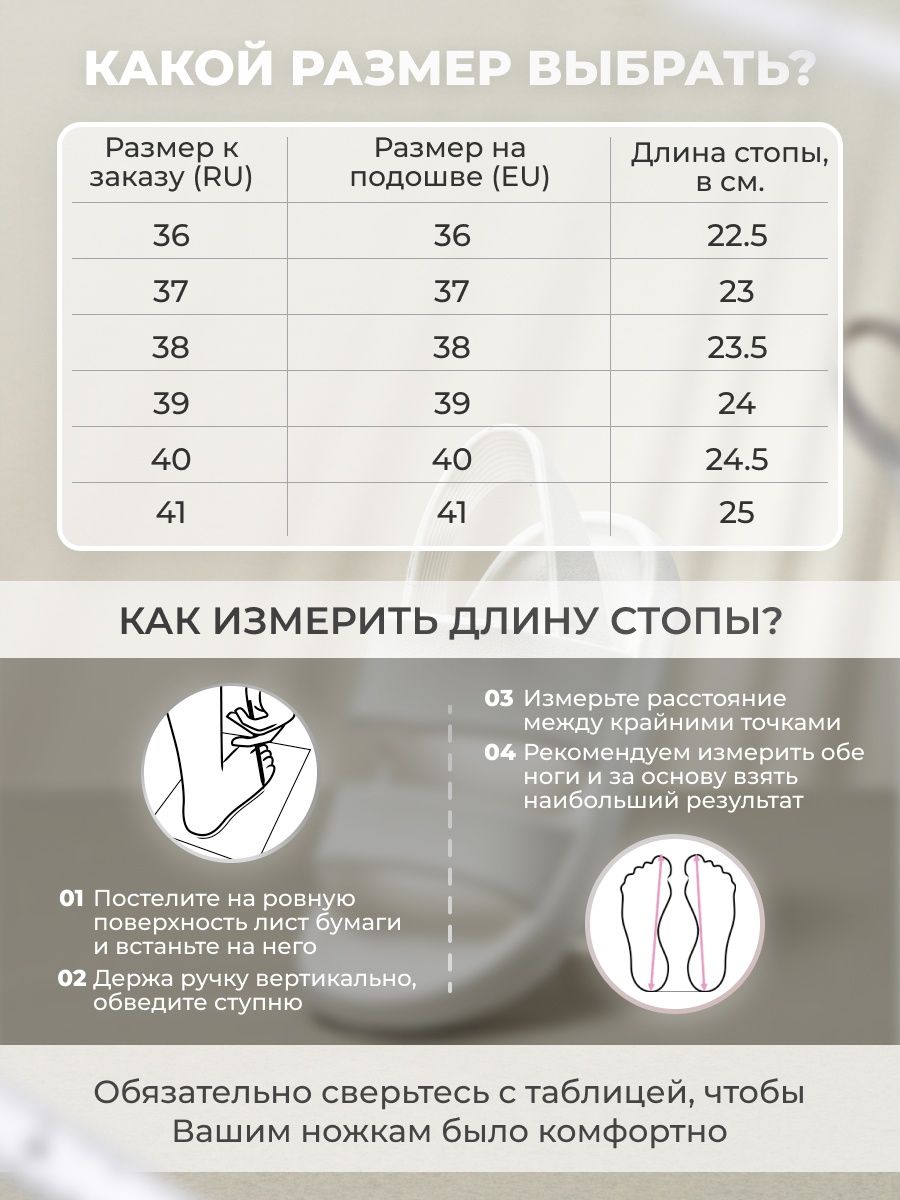 КАКОЙ РАЗМЕР ВЫБРАТЬ?
Размер к
заказу (RU)
Размер на
подошве (EU)
Длина стопы,
в см.
36 36 22.5
37 37 23
38 38 23.5
39 39 24
40 40 24.5
41 41 25
КАК ИЗМЕРИТЬ ДЛИНУ СТОПЫ?
01 Постелите на ровную
поверхность лист бумаги
и встаньте на него
02 Держа ручку вертикально,
обведите ступню
03 Измерьте расстояние
между крайними точками
04 Рекомендуем измерить обе
ноги и за основу взять
наибольший результат
Обязательно сверьтесь с таблицей, чтобы
Вашим ножкам было комфортно